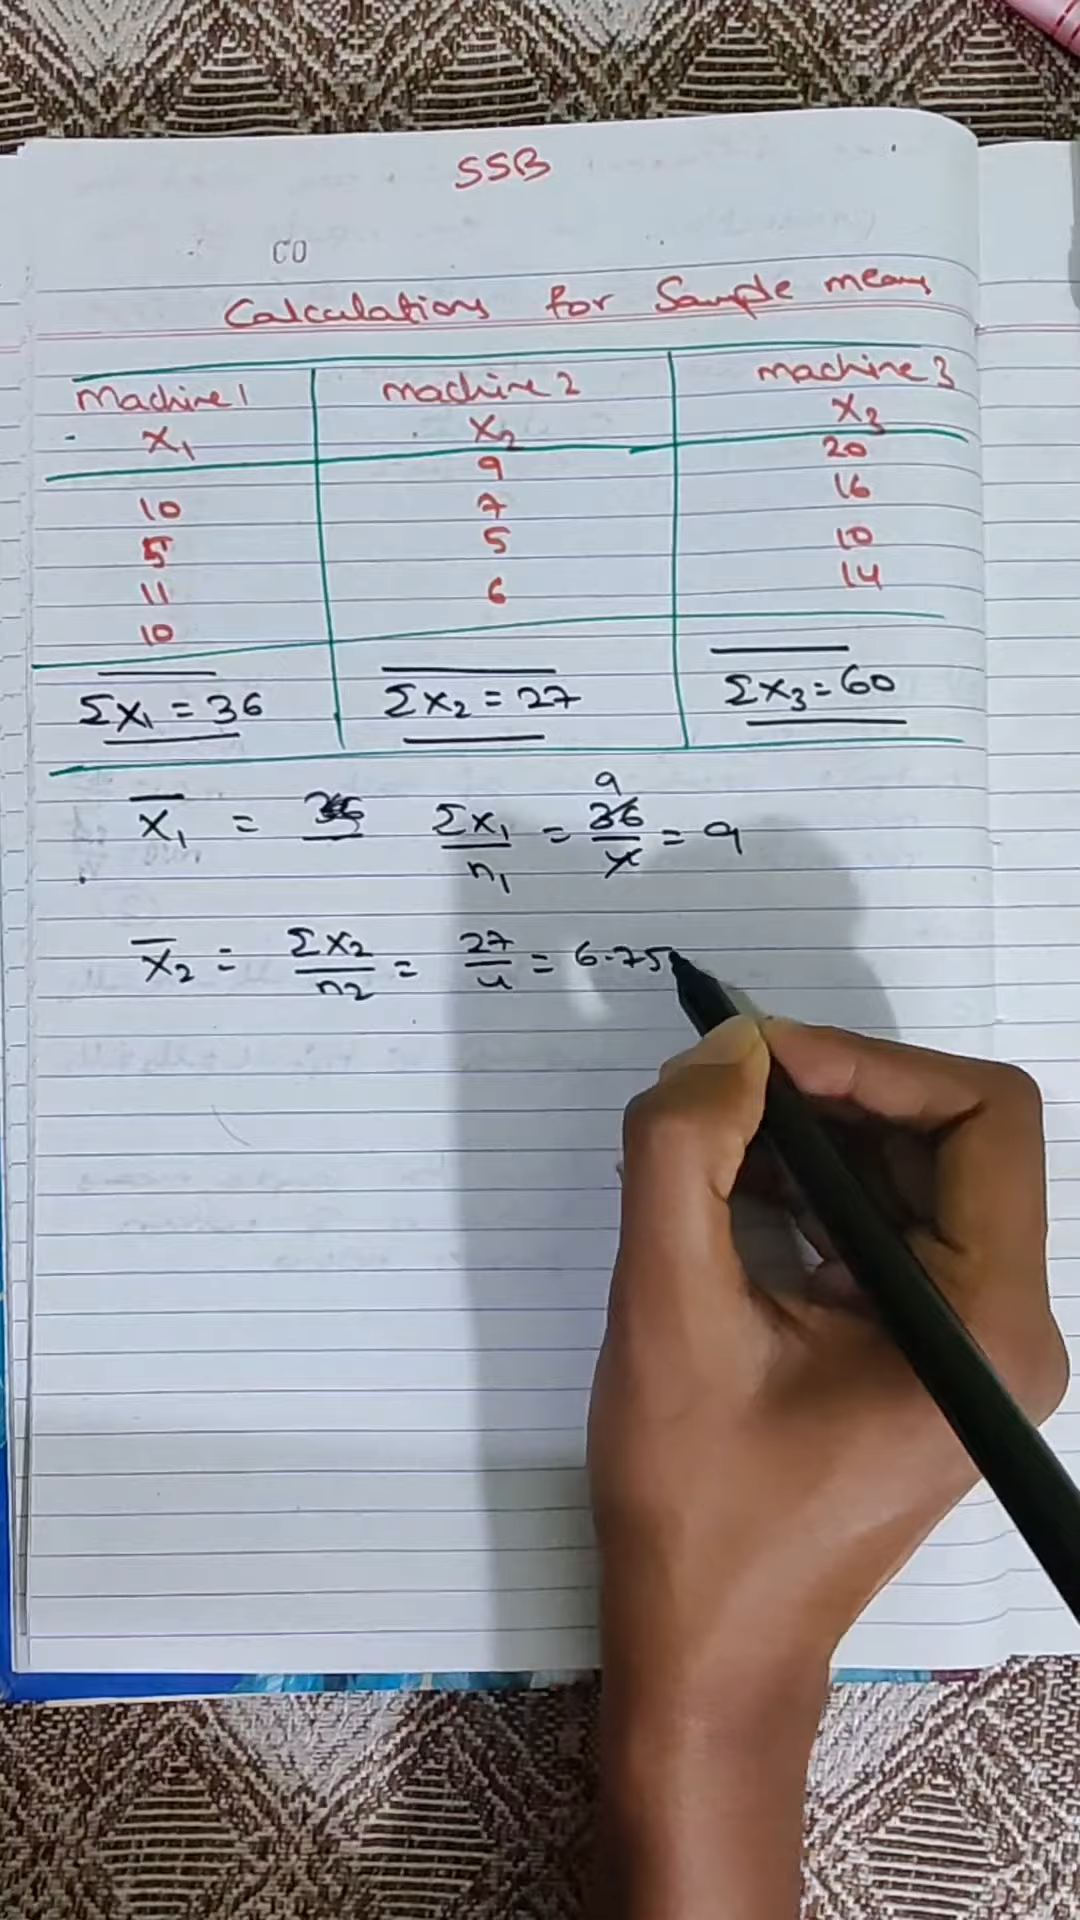 SSB
CO
Calculations for Sample means
Machine 1 machine 2 machine 3
X₁ X₂ X₃
10 9 20
5 7 16
11 5 10
10 6 14
ΣX₁ = 36 ΣX₂ = 27 ΣX₃ = 60
X̄₁ = ΣX₁/n₁ = 36/4 = 9
9
X̄₂ = ΣX₂/n₂ = 27/4 = 6.75